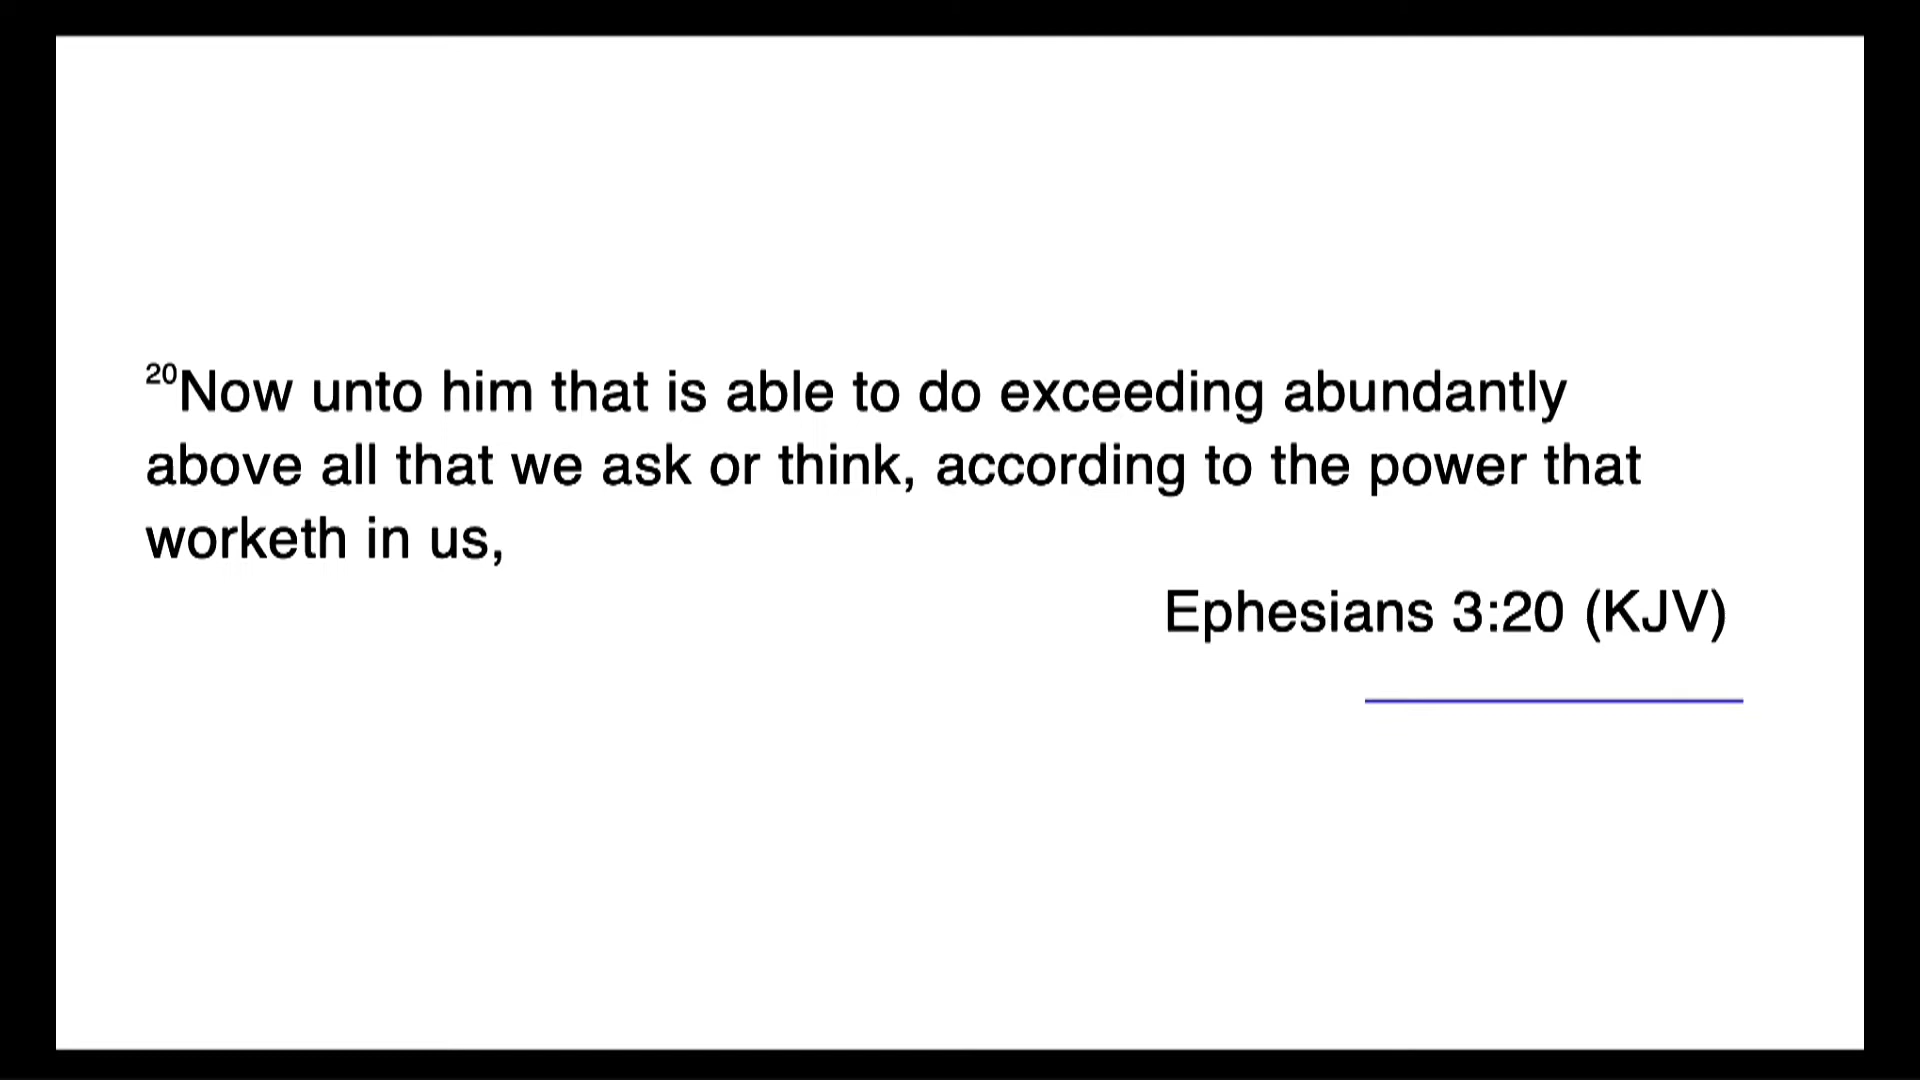 20Now unto him that is able to do exceeding abundantly
above all that we ask or think, according to the power that
worketh in us,
Ephesians 3:20 (KJV)